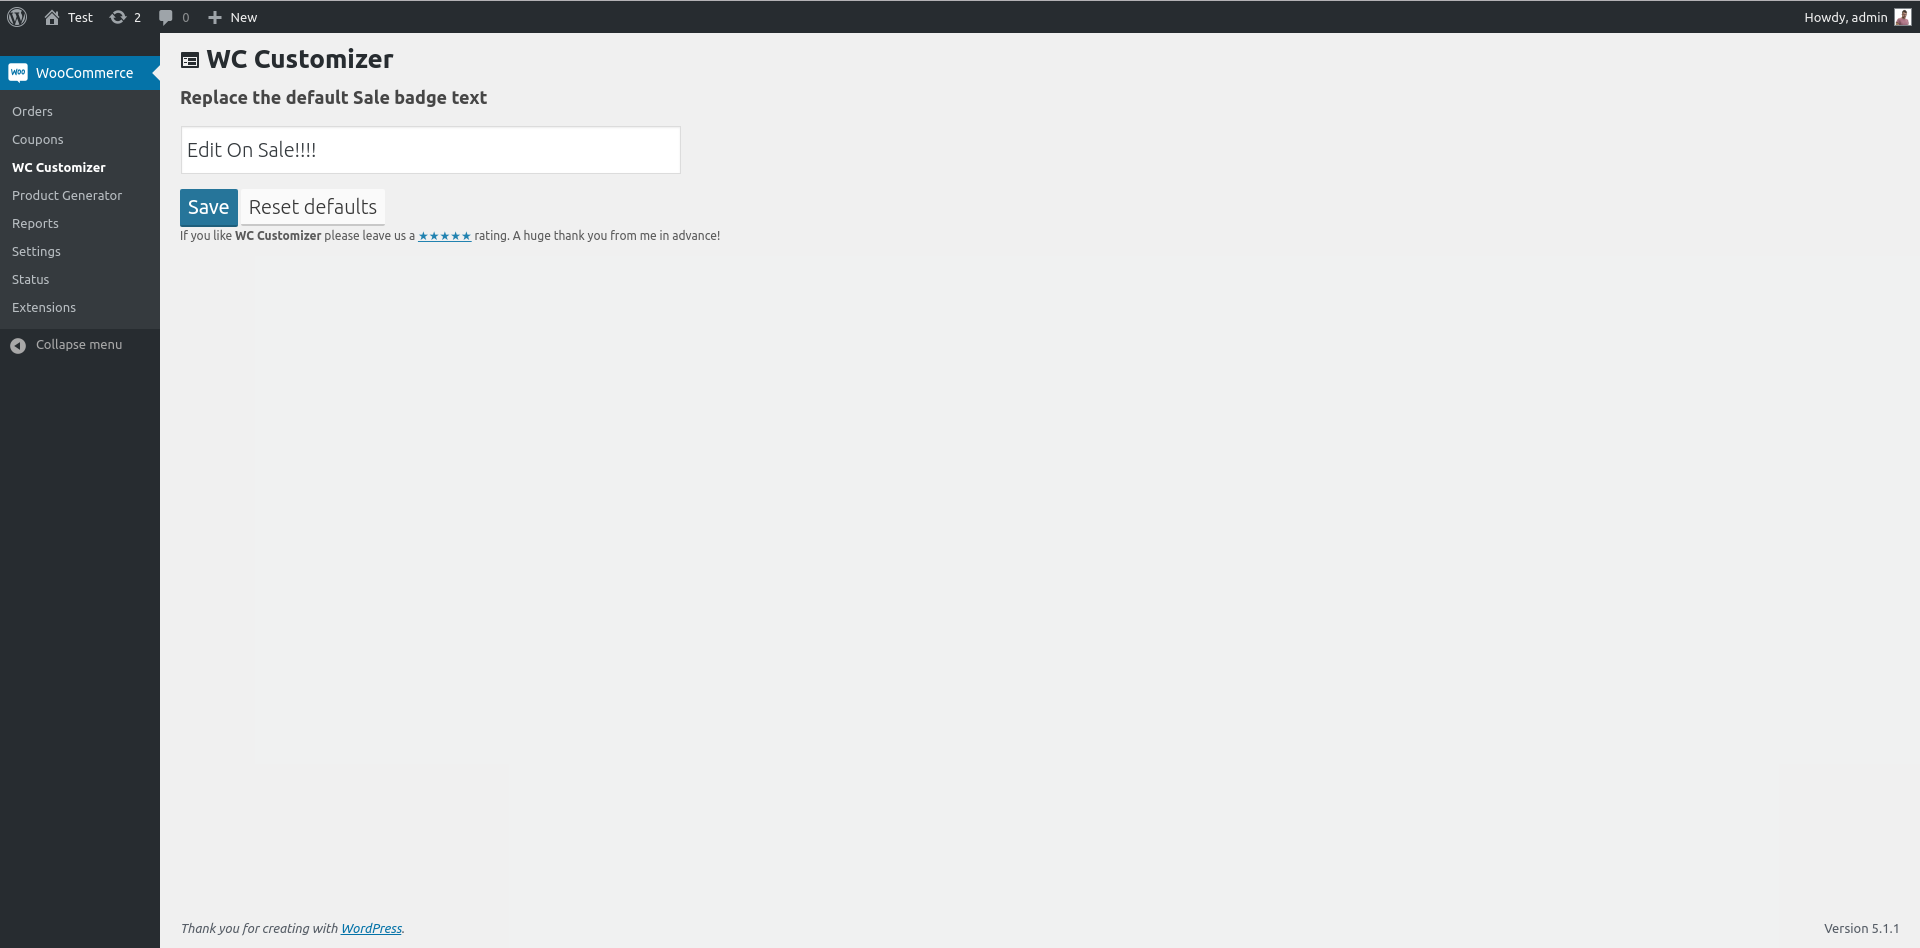 Test 2 0 New Howdy, admin
WOO WooCommerce
Orders
Coupons
WC Customizer
Product Generator
Reports
Settings
Status
Extensions
Collapse menu
WC Customizer
Replace the default Sale badge text
Edit On Sale!!!!
Save Reset defaults
If you like WC Customizer please leave us a ★★★★★ rating. A huge thank you from me in advance!
Thank you for creating with WordPress. Version 5.1.1